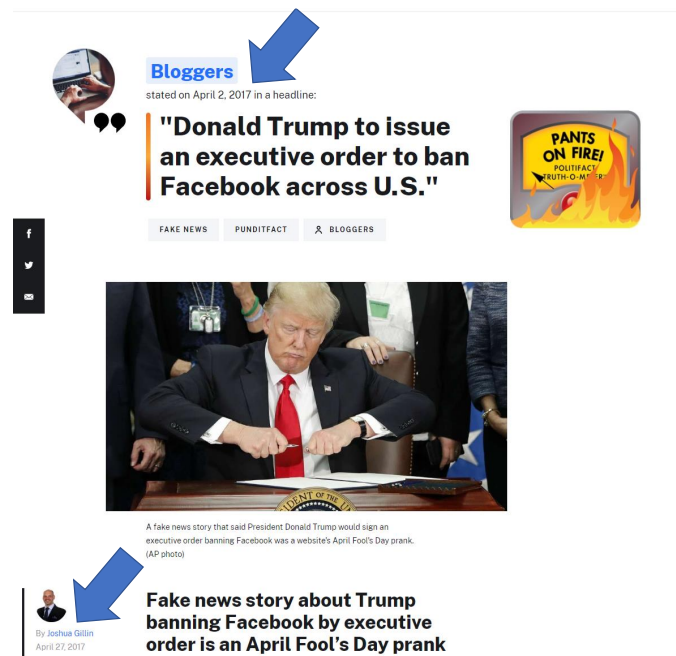 Bloggers
stated on April 2, 2017 in a headline:
"Donald Trump to issue
an executive order to ban
Facebook across U.S."
PANTS
ON FIRE!
POLITIFACT
TRUTH-O-METER
FAKE NEWS
PUNDITFACT
BLOGGERS
A fake news story that said President Donald Trump would sign an
executive order banning Facebook was a website's April Fool's Day prank.
(AP photo)
By Joshua Gillin
April 27, 2017
Fake news story about Trump
banning Facebook by executive
order is an April Fool's Day prank